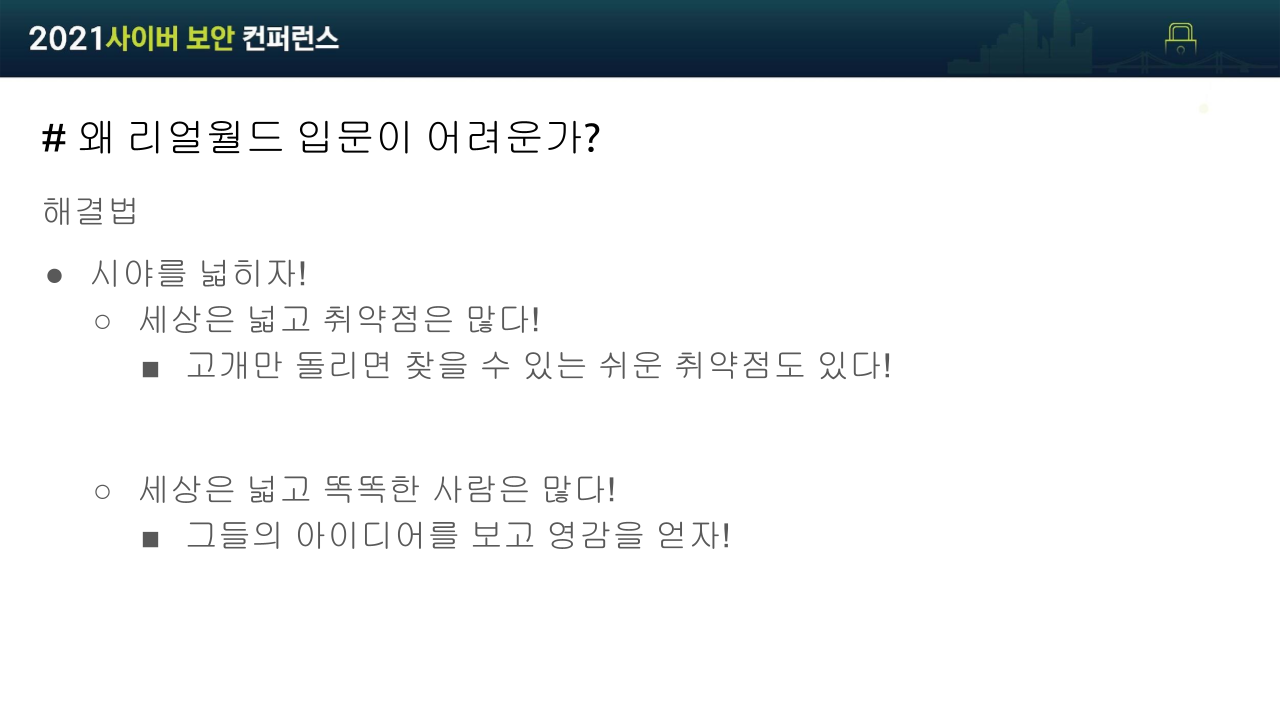 2021사이버 보안 컨퍼런스
# 왜 리얼월드 입문이 어려운가?
해결법
● 시야를 넓히자!
○ 세상은 넓고 취약점은 많다!
■ 고개만 돌리면 찾을 수 있는 쉬운 취약점도 있다!
○ 세상은 넓고 똑똑한 사람은 많다!
■ 그들의 아이디어를 보고 영감을 얻자!